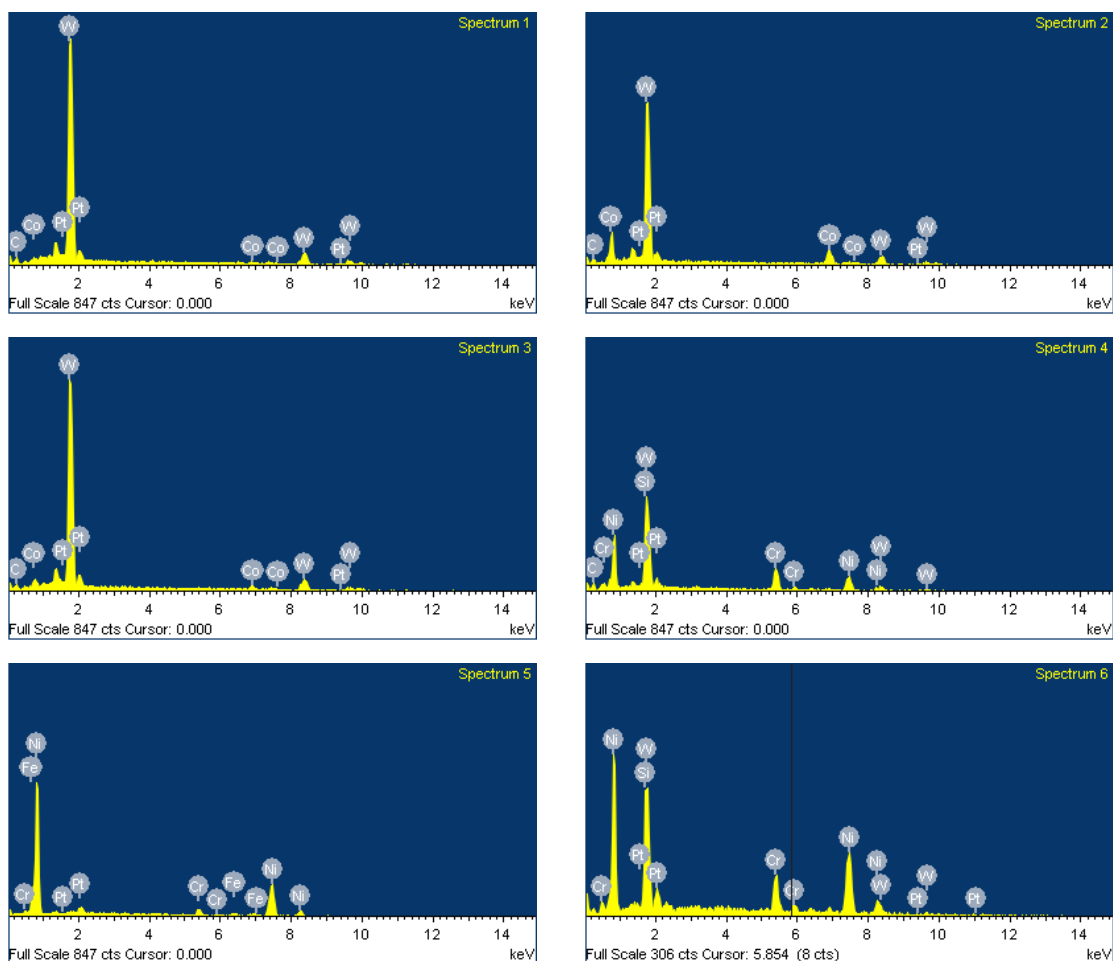 Spectrum 1
W
Pt
Co
Pt
C
Co
Co
W
W
Pt
2 4 6 8 10 12 14
Full Scale 847 cts Cursor: 0.000 keV
Spectrum 2
W
Co
Pt
Pt
C
Co
Co
W
W
Pt
2 4 6 8 10 12 14
Full Scale 847 cts Cursor: 0.000 keV
Spectrum 3
W
Pt
Co
Pt
C
Co
Co
W
W
Pt
2 4 6 8 10 12 14
Full Scale 847 cts Cursor: 0.000 keV
Spectrum 4
W
Si
Ni
Cr
Pt
Pt
C
Cr
Cr
Ni
W
Ni
W
2 4 6 8 10 12 14
Full Scale 847 cts Cursor: 0.000 keV
Spectrum 5
Ni
Fe
Cr
Pt
Pt
Cr
Cr
Fe
Fe
Ni
Ni
2 4 6 8 10 12 14
Full Scale 847 cts Cursor: 0.000 keV
Spectrum 6
Ni
W
Si
Pt
Pt
Cr
Cr
Cr
Ni
Ni
W
W
Pt
Pt
2 4 6 8 10 12 14
Full Scale 306 cts Cursor: 5.854 (8 cts) keV